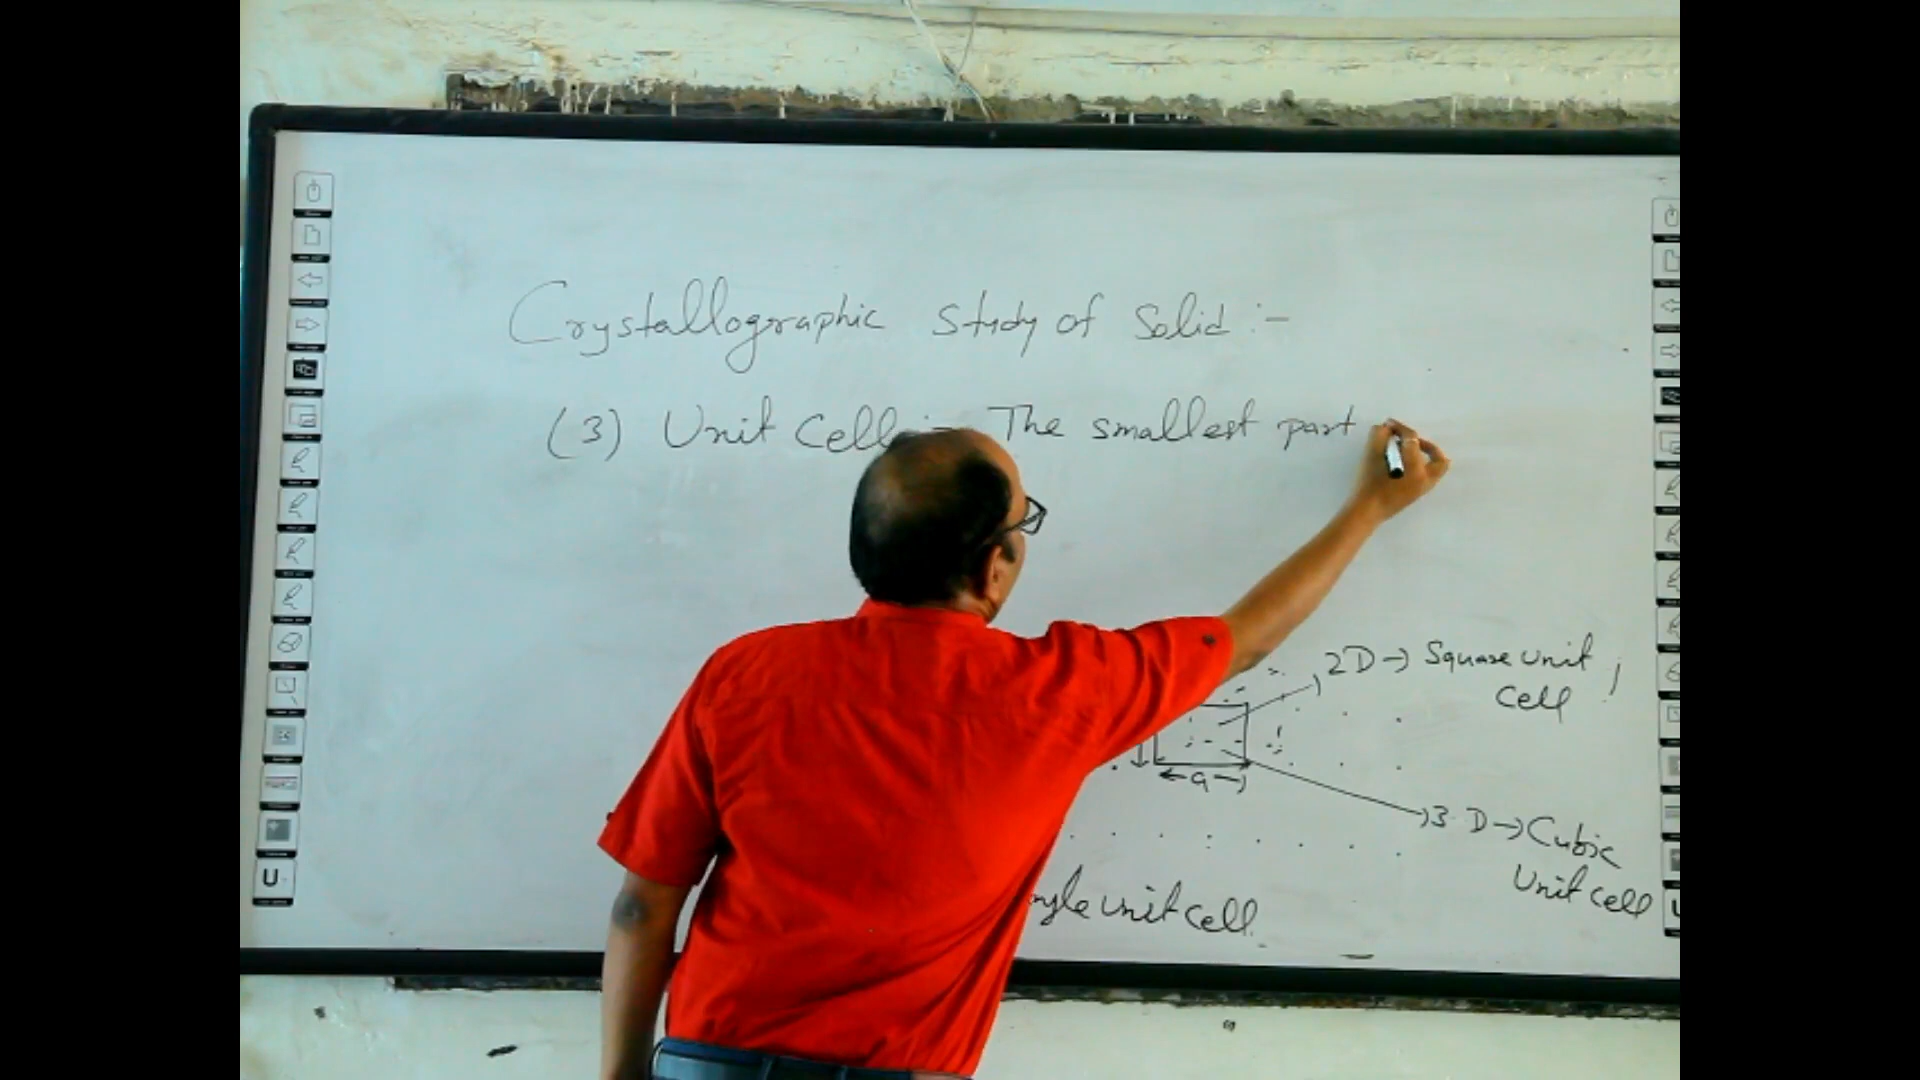 Crystallographic Study of Solid :-
(3) Unit Cell :- The smallest part
2D → Square unit
Cell
← a →
3 D → Cubic
Unit cell
unit cell
U